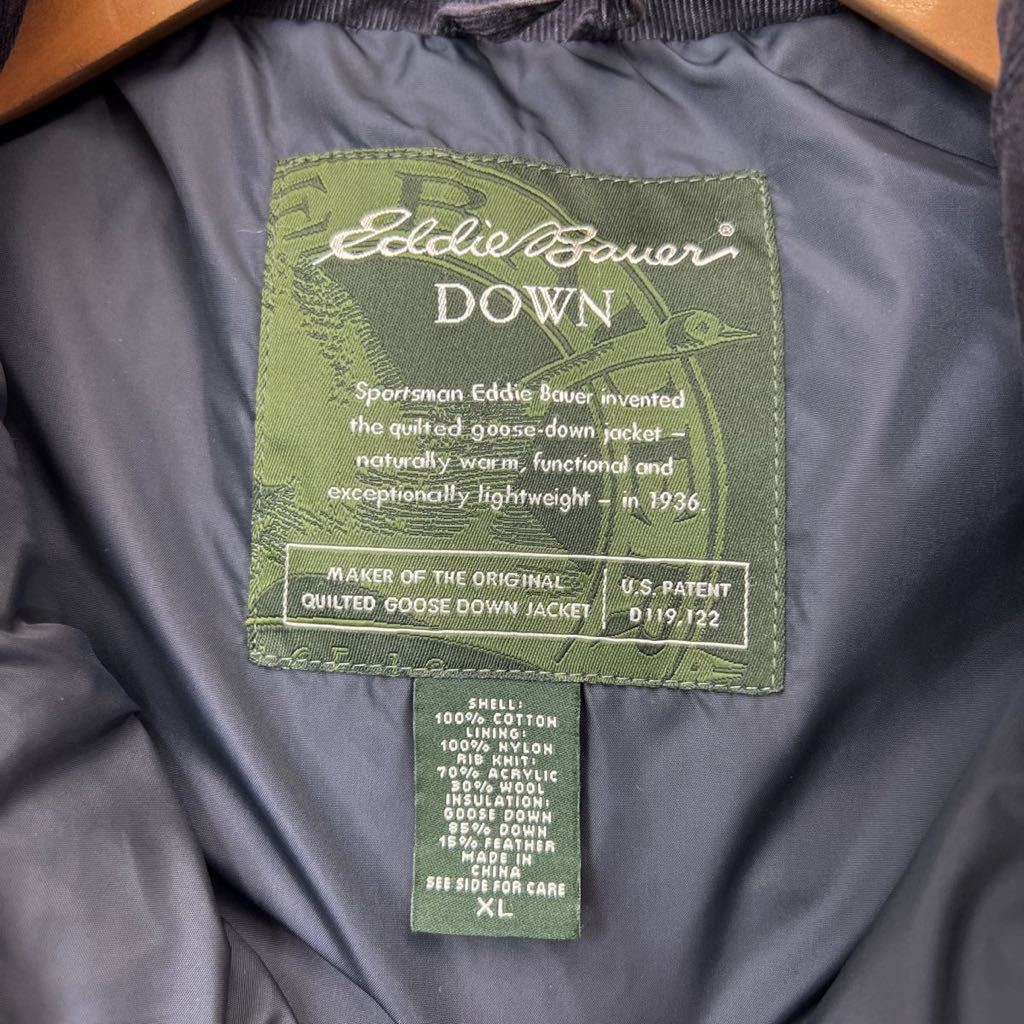 Eddie Bauer®
DOWN
Sportsman Eddie Bauer invented
the quilted goose-down jacket –
naturally warm, functional and
exceptionally lightweight – in 1936.
MAKER OF THE ORIGINAL
QUILTED GOOSE DOWN JACKET
U.S. PATENT
D119,122
SHELL:
100% COTTON
LINING:
100% NYLON
RIB KNIT:
70% ACRYLIC
30% WOOL
INSULATION:
GOOSE DOWN
85% DOWN
15% FEATHER
MADE IN
CHINA
SEE SIDE FOR CARE
XL